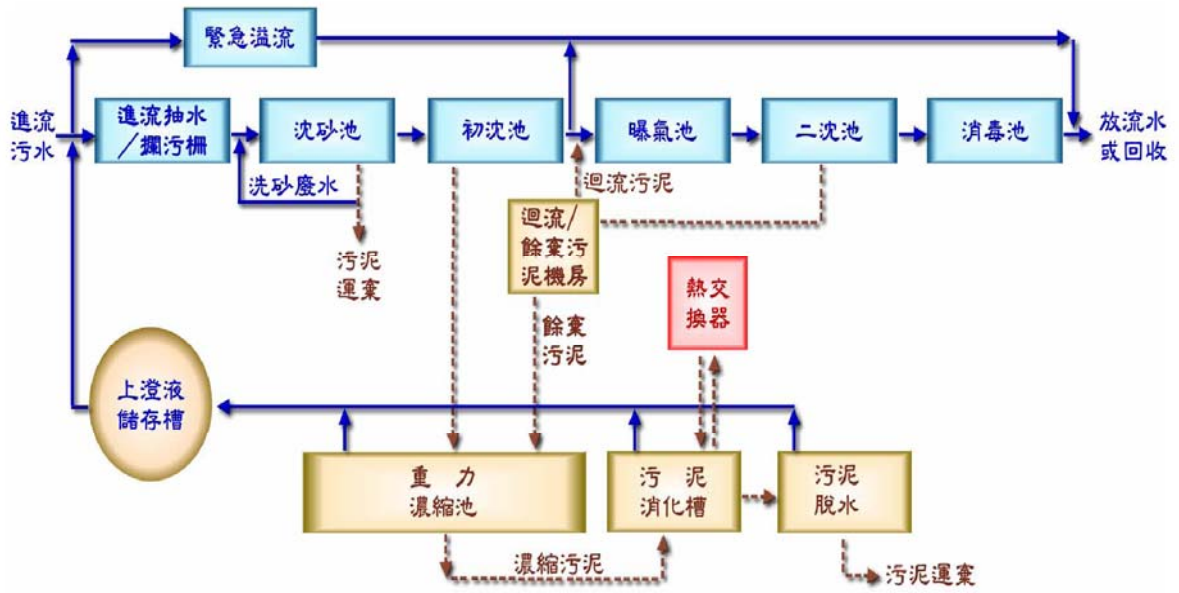 緊急溢流
進流
污水
進流抽水
/攔污柵
沈砂池
初沈池
曝氣池
二沈池
消毒池
放流水
或回收
洗砂廢水
迴流污泥
污泥
運棄
迴流/
餘棄污
泥機房
熱交
換器
餘棄
污泥
上澄液
儲存槽
重 力
濃縮池
污 泥
消化槽
污泥
脫水
濃縮污泥
污泥運棄